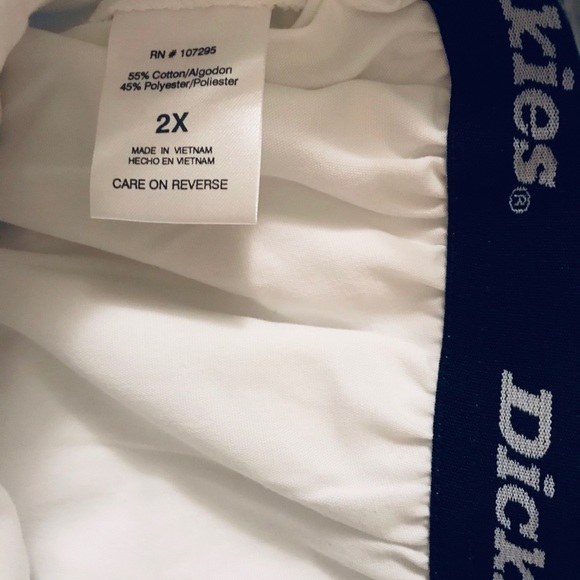 RN # 107295
55% Cotton/Algodon
45% Polyester/Poliester
2X
MADE IN VIETNAM
HECHO EN VIETNAM
CARE ON REVERSE
kies®
Dick